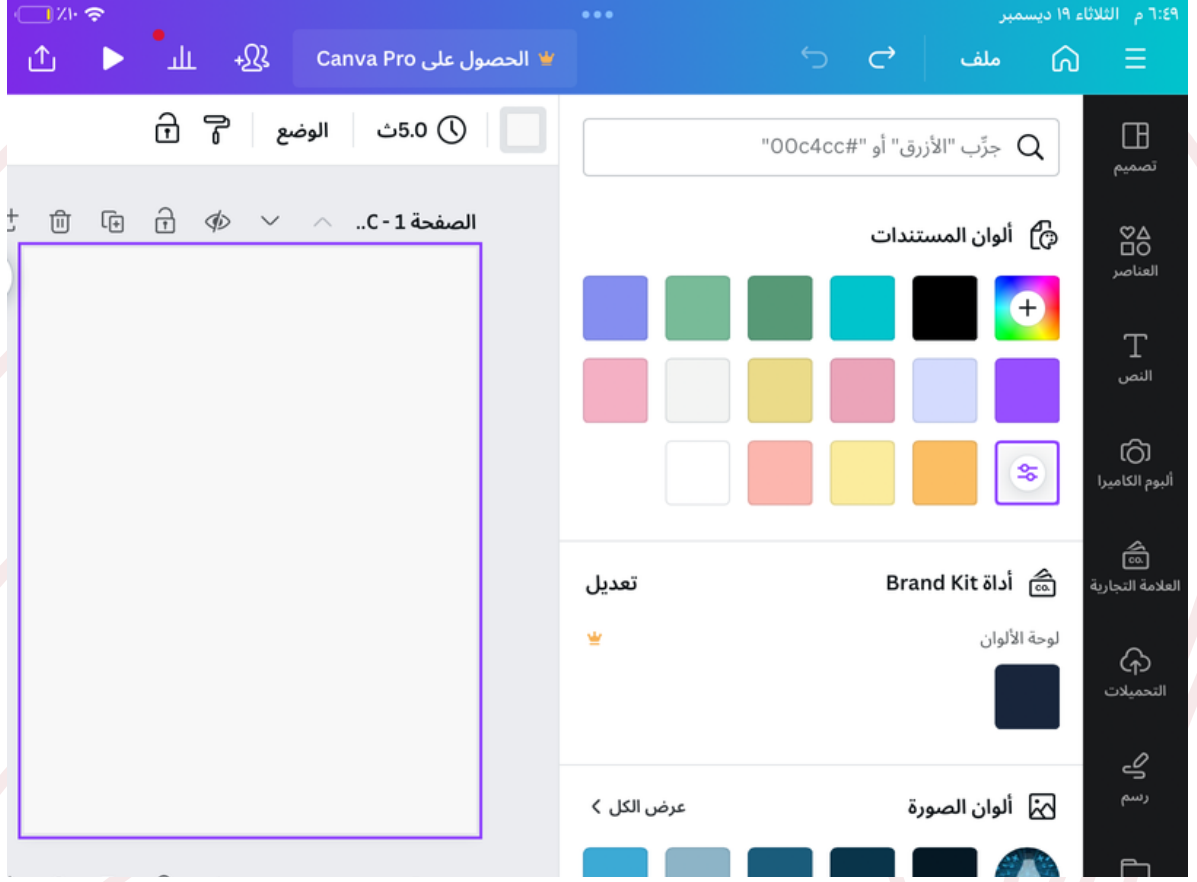 ٦:٤٩ م الثلاثاء ١٩ ديسمبر
٪١٠
ملف
الحصول على Canva Pro
5.0ث
الوضع
الصفحة 1 - C..
جرِّب "الأزرق" أو "#00c4cc"
ألوان المستندات
أداة Brand Kit
تعديل
لوحة الألوان
ألوان الصورة
عرض الكل
تصميم
العناصر
النص
ألبوم الكاميرا
CO.
العلامة التجارية
التحميلات
رسم